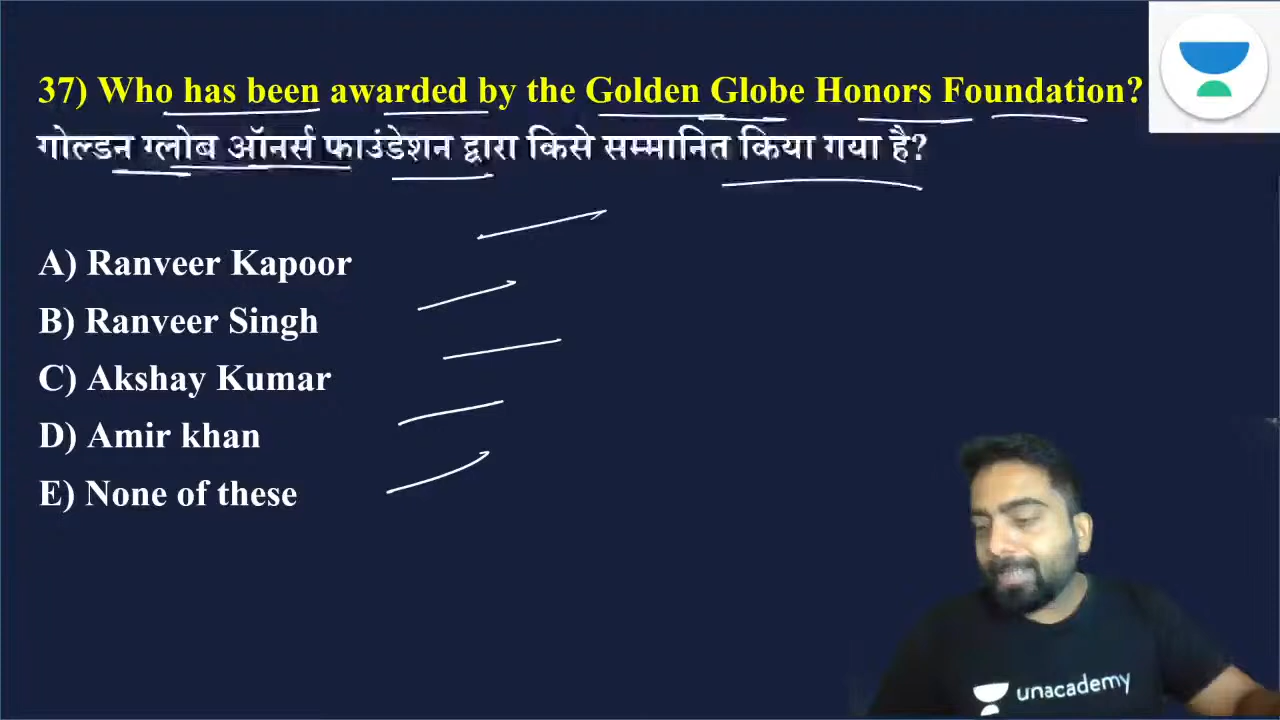 37) Who has been awarded by the Golden Globe Honors Foundation?
गोल्डन ग्लोब ऑनर्स फाउंडेशन द्वारा किसे सम्मानित किया गया है?
A) Ranveer Kapoor
B) Ranveer Singh
C) Akshay Kumar
D) Amir khan
E) None of these
unacademy